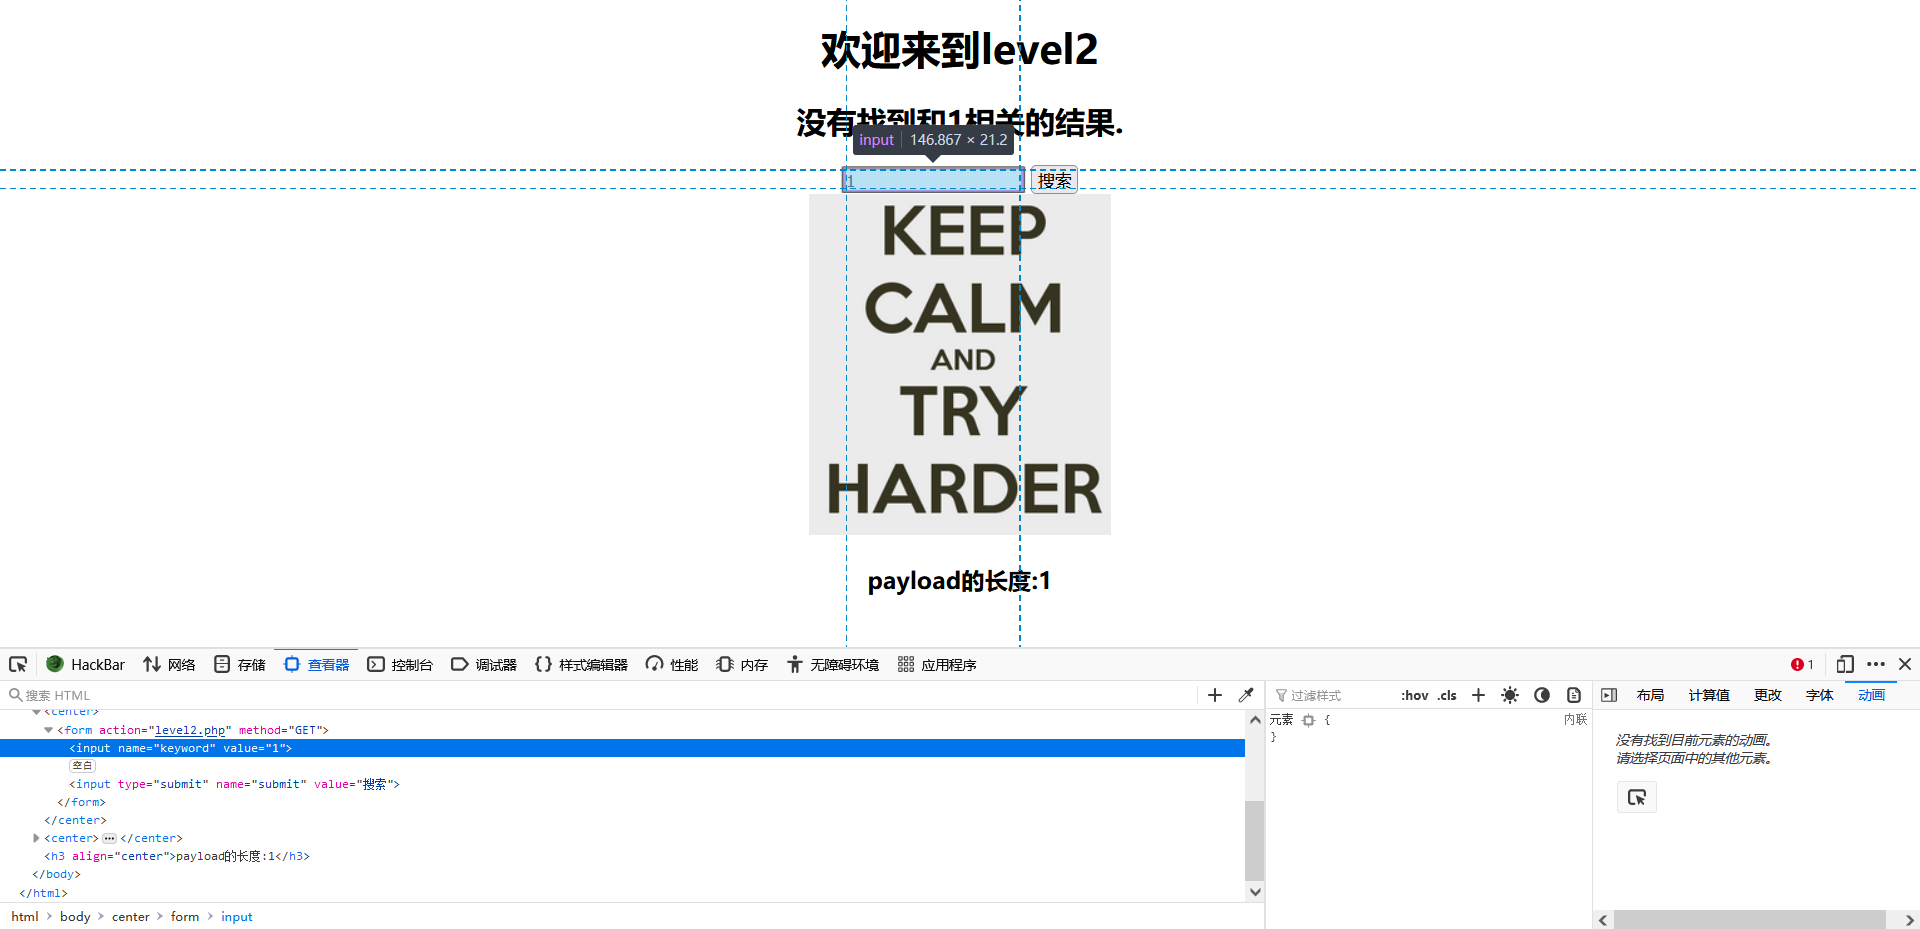 欢迎来到level2
没有找到和1相关的结果.
input 146.867 × 21.2
1 搜索
KEEP
CALM
AND
TRY
HARDER
payload的长度:1
HackBar 网络 存储 查看器 控制台 调试器 样式编辑器 性能 内存 无障碍环境 应用程序 1
搜索 HTML
过滤样式 :hov .cls
布局 计算值 更改 字体 动画
<center>
<form action="level2.php" method="GET">
<input name="keyword" value="1">
空白
<input type="submit" name="submit" value="搜索">
</form>
</center>
<center> </center>
<h3 align="center">payload的长度:1</h3>
</body>
</html>
html body center form input
元素 { 内联
}
没有找到目前元素的动画。
请选择页面中的其他元素。